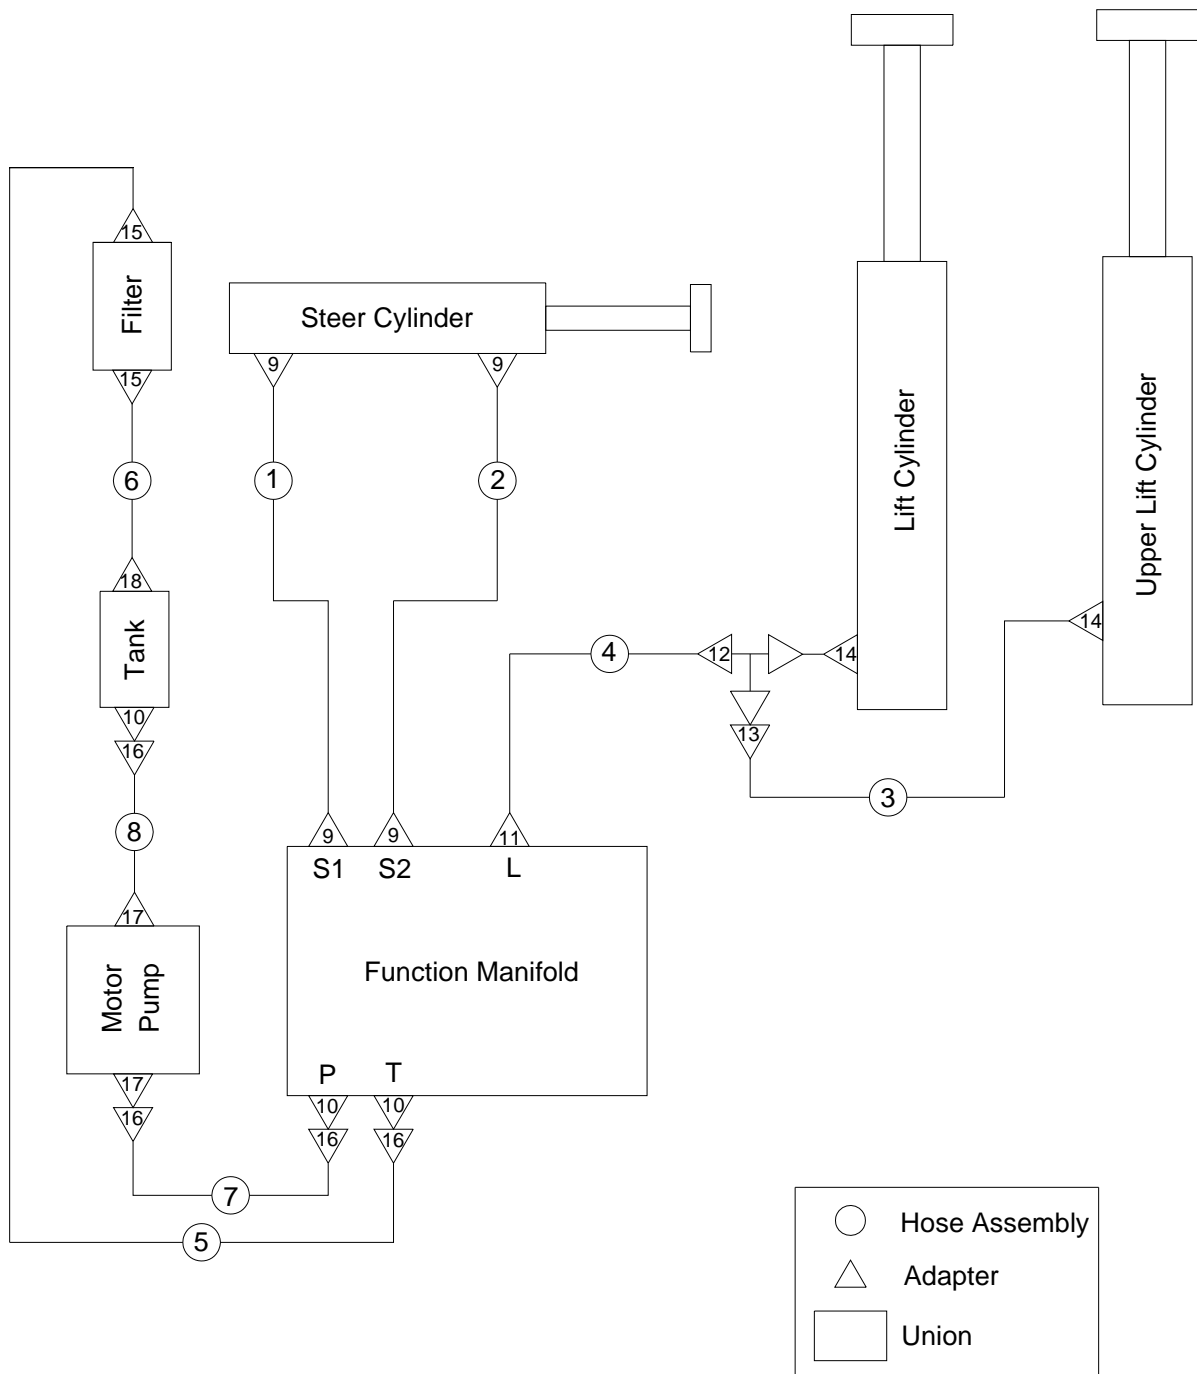 15
Filter
15
Steer Cylinder
9
9
Lift Cylinder
Upper Lift Cylinder
6
1
2
18
Tank
10
16
4
12
14
14
13
3
8
9
9
11
S1
S2
L
17
Motor
Pump
17
16
Function Manifold
P
T
10
10
16
16
7
5
Hose Assembly
Adapter
Union